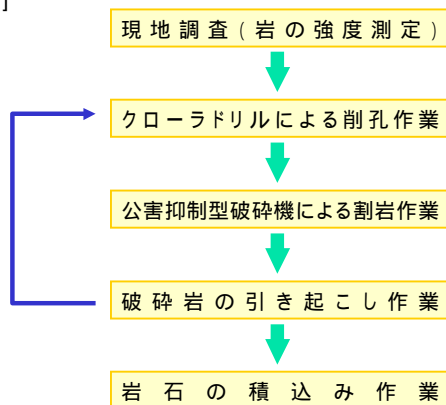 現地調査(岩の強度測定)
クローラドリルによる削孔作業
公害抑制型破砕機による割岩作業
破砕岩の引き起こし作業
岩石の積込み作業